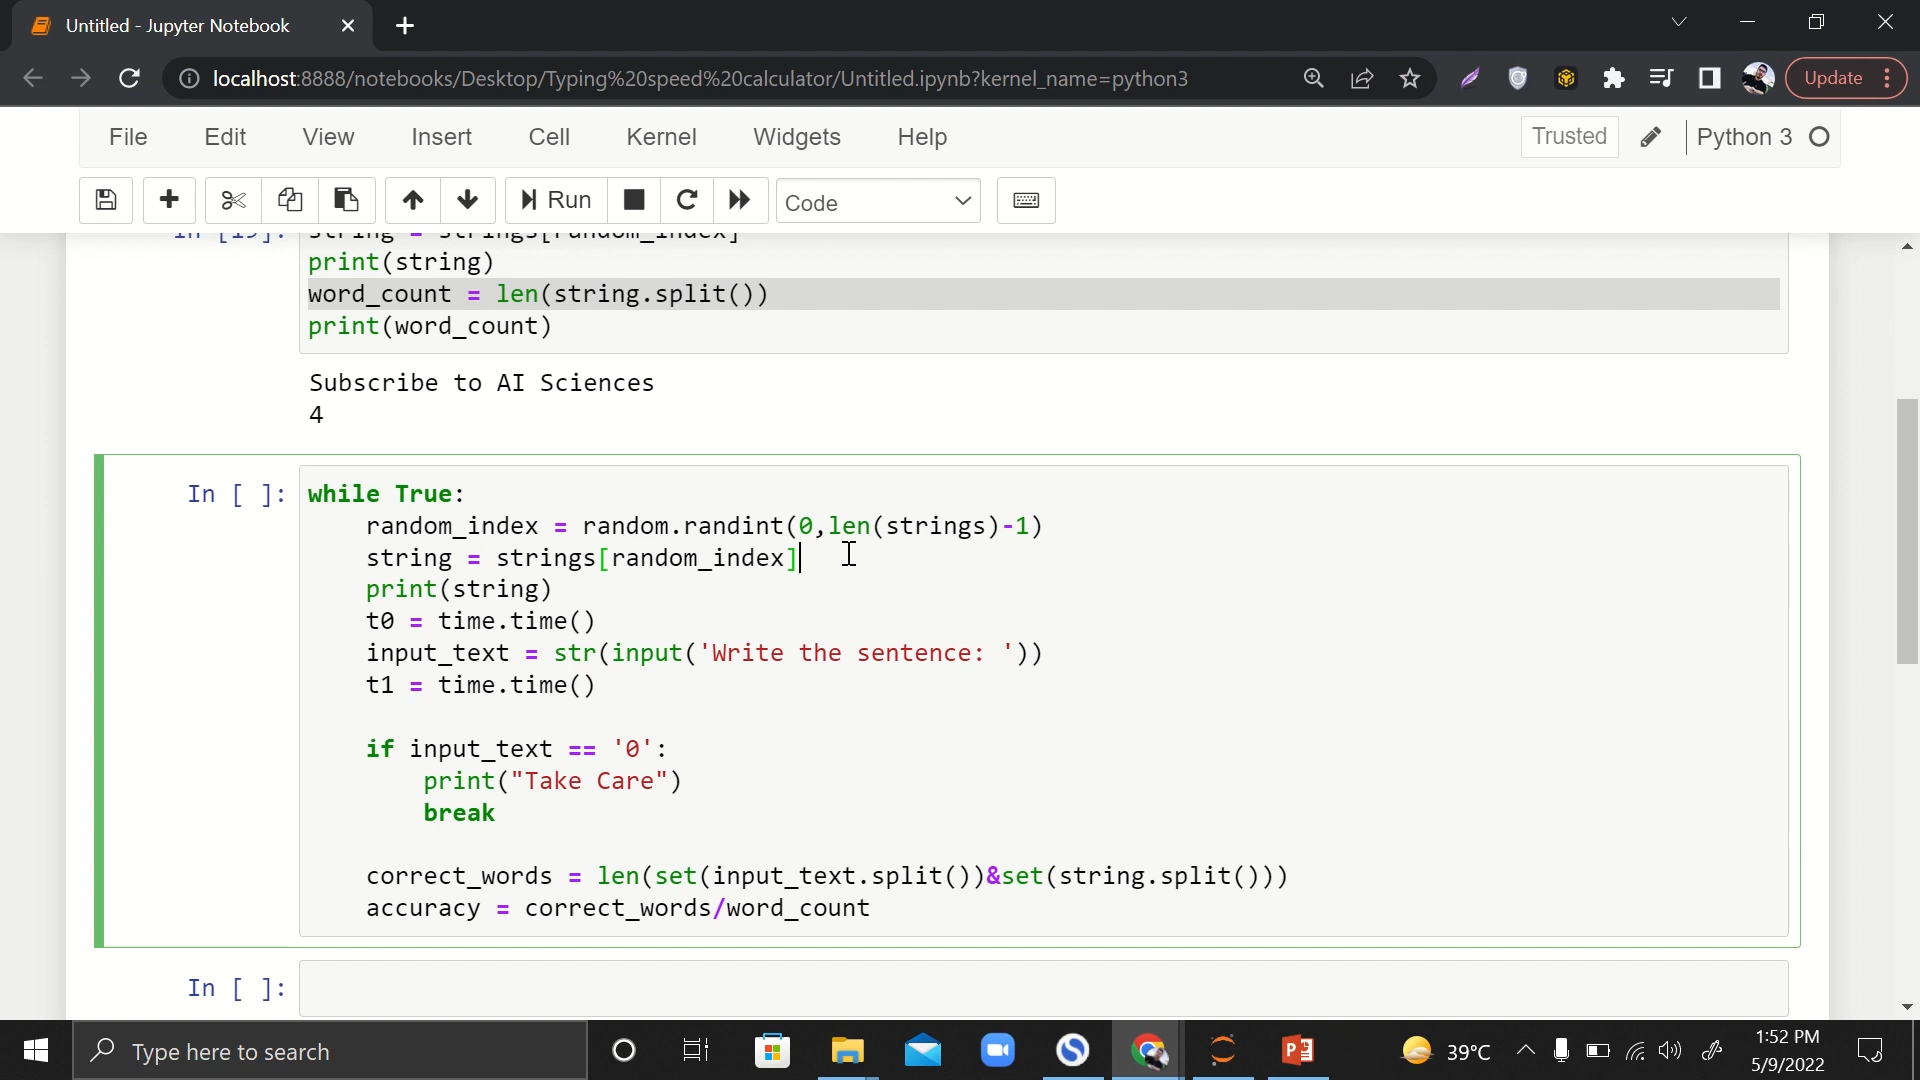 Untitled - Jupyter Notebook
localhost:8888/notebooks/Desktop/Typing%20speed%20calculator/Untitled.ipynb?kernel_name=python3
Update
File Edit View Insert Cell Kernel Widgets Help
Trusted
Python 3
Run
Code
In [19]: string = strings[random_index]
print(string)
word_count = len(string.split())
print(word_count)
Subscribe to AI Sciences
4
In [ ]: while True:
random_index = random.randint(0,len(strings)-1)
string = strings[random_index]
print(string)
t0 = time.time()
input_text = str(input('Write the sentence: '))
t1 = time.time()
if input_text == '0':
print("Take Care")
break
correct_words = len(set(input_text.split())&set(string.split()))
accuracy = correct_words/word_count
In [ ]:
Type here to search
39°C
1:52 PM
5/9/2022